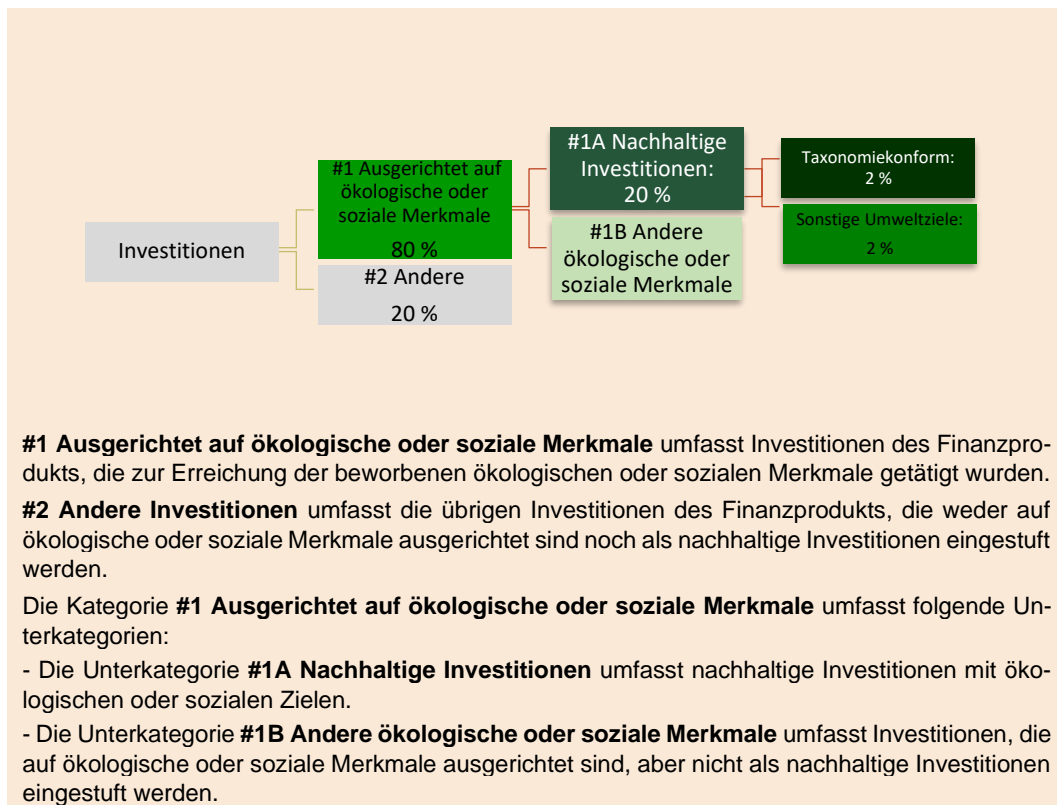 Investitionen
#1 Ausgerichtet auf
ökologische oder
soziale Merkmale
80 %
#2 Andere
20 %
#1A Nachhaltige
Investitionen:
20 %
#1B Andere
ökologische oder
soziale Merkmale
Taxonomiekonform:
2 %
Sonstige Umweltziele:
2 %
#1 Ausgerichtet auf ökologische oder soziale Merkmale umfasst Investitionen des Finanzpro-
dukts, die zur Erreichung der beworbenen ökologischen oder sozialen Merkmale getätigt wurden.
#2 Andere Investitionen umfasst die übrigen Investitionen des Finanzprodukts, die weder auf
ökologische oder soziale Merkmale ausgerichtet sind noch als nachhaltige Investitionen eingestuft
werden.
Die Kategorie #1 Ausgerichtet auf ökologische oder soziale Merkmale umfasst folgende Un-
terkategorien:
- Die Unterkategorie #1A Nachhaltige Investitionen umfasst nachhaltige Investitionen mit öko-
logischen oder sozialen Zielen.
- Die Unterkategorie #1B Andere ökologische oder soziale Merkmale umfasst Investitionen, die
auf ökologische oder soziale Merkmale ausgerichtet sind, aber nicht als nachhaltige Investitionen
eingestuft werden.